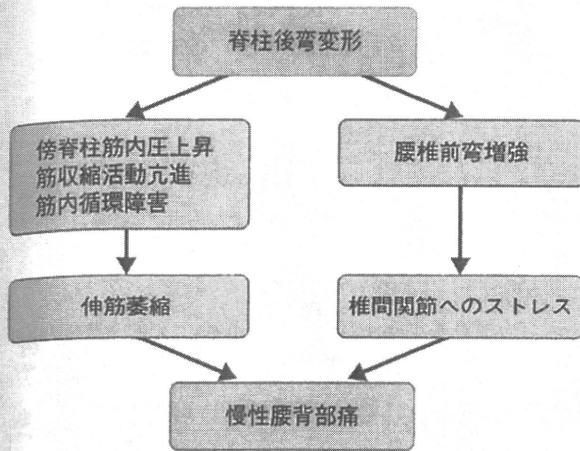 脊柱後弯変形
傍脊柱筋内圧上昇
筋収縮活動亢進
筋内循環障害
腰椎前弯増強
伸筋萎縮
椎間関節へのストレス
慢性腰背部痛